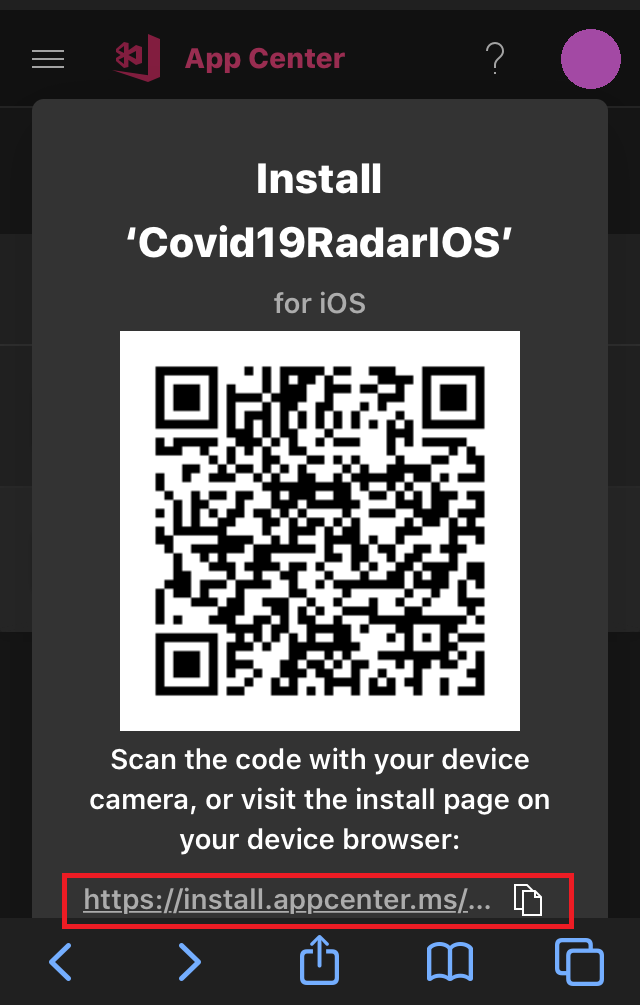 App Center
Install
‘Covid19RadarIOS’
for iOS
Scan the code with your device
camera, or visit the install page on
your device browser:
https://install.appcenter.ms/...